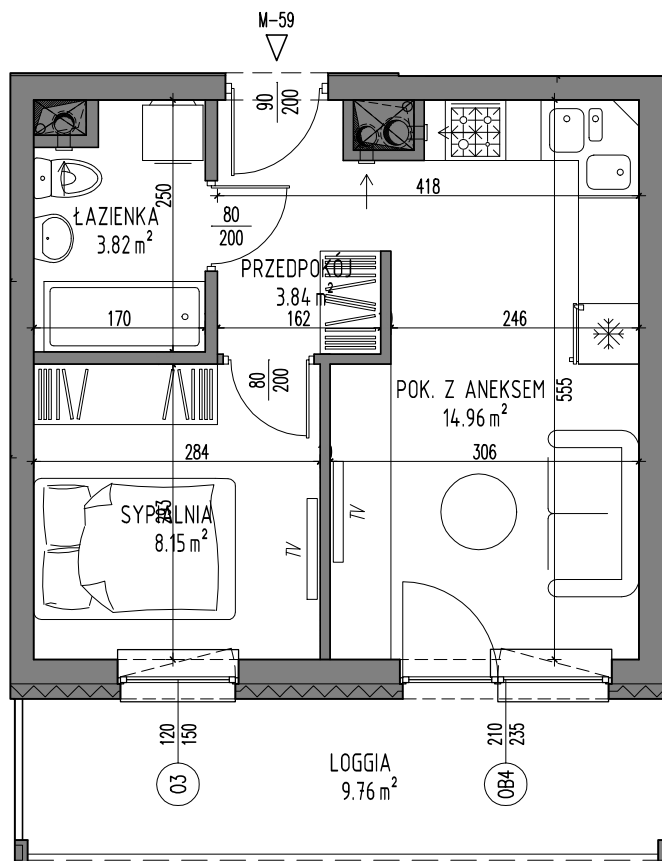 M-59
90
200
418
ŁAZIENKA
3.82 m²
250
80
200
PRZEDPOKÓJ
3.84 m²
170
162
246
80
200
POK. Z ANEKSEM
14.96 m²
555
284
306
SYPIALNIA
8.15 m²
293
TV
TV
120
150
O3
LOGGIA
9.76 m²
210
235
OB4